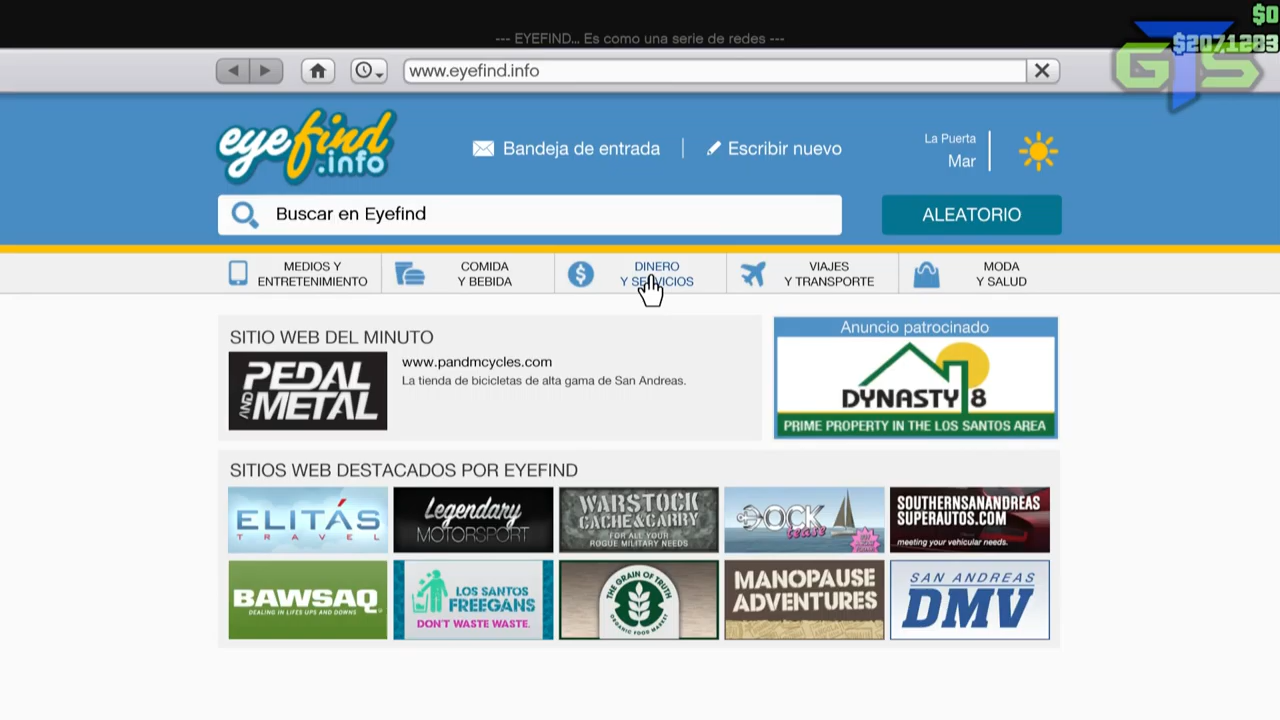 $0
--- EYEFIND... Es como una serie de redes ---
$2071283
GTS
www.eyefind.info
eyefind
.info
Bandeja de entrada
Escribir nuevo
La Puerta
Mar
Buscar en Eyefind
ALEATORIO
MEDIOS Y
ENTRETENIMIENTO
COMIDA
Y BEBIDA
DINERO
Y SERVICIOS
VIAJES
Y TRANSPORTE
MODA
Y SALUD
SITIO WEB DEL MINUTO
PEDAL
AND
METAL
www.pandmcycles.com
La tienda de bicicletas de alta gama de San Andreas.
Anuncio patrocinado
DYNASTY 8
PRIME PROPERTY IN THE LOS SANTOS AREA
SITIOS WEB DESTACADOS POR EYEFIND
ELITÁS
TRAVEL
Legendary
MOTORSPORT
WARSTOCK
CACHE&CARRY
FOR ALL YOUR
ROGUE MILITARY NEEDS
DOCK
tease
SOUTHERNSANANDREAS
SUPERAUTOS.COM
meeting your vehicular needs.
BAWSAQ
DEALING IN LIFES UPS AND DOWNS
LOS SANTOS
FREEGANS
DON'T WASTE WASTE.
THE GRAIN OF TRUTH
ORGANIC FOOD MARKET
MANOPAUSE
ADVENTURES
SAN ANDREAS
DMV